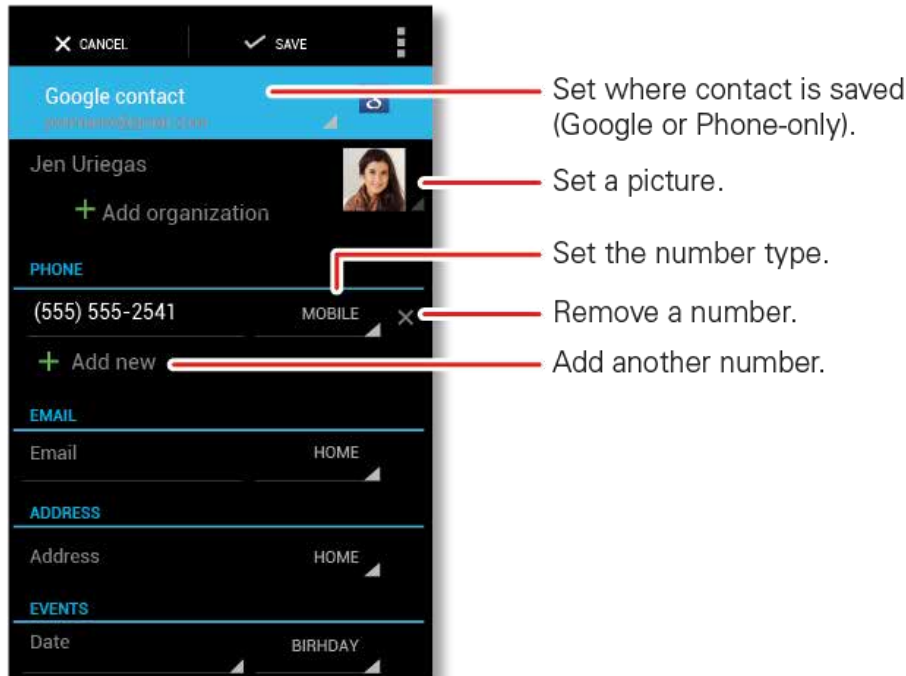 CANCEL SAVE
Google contact
Set where contact is saved
(Google or Phone-only).
Jen Uriegas
Set a picture.
Add organization
Set the number type.
PHONE
(555) 555-2541 MOBILE
Remove a number.
Add new
Add another number.
EMAIL
Email HOME
ADDRESS
Address HOME
EVENTS
Date BIRHDAY